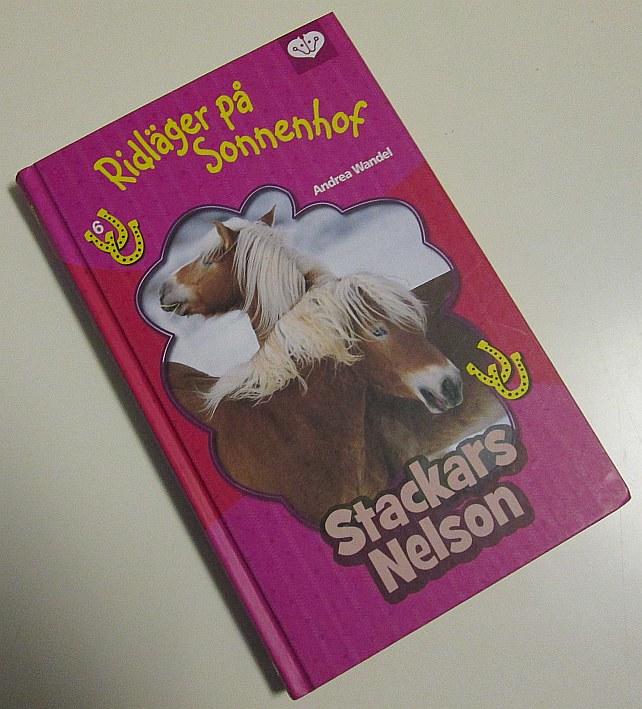 Ridläger på
Sonnenhof
Andrea Wandel
6
Stackars
Nelson